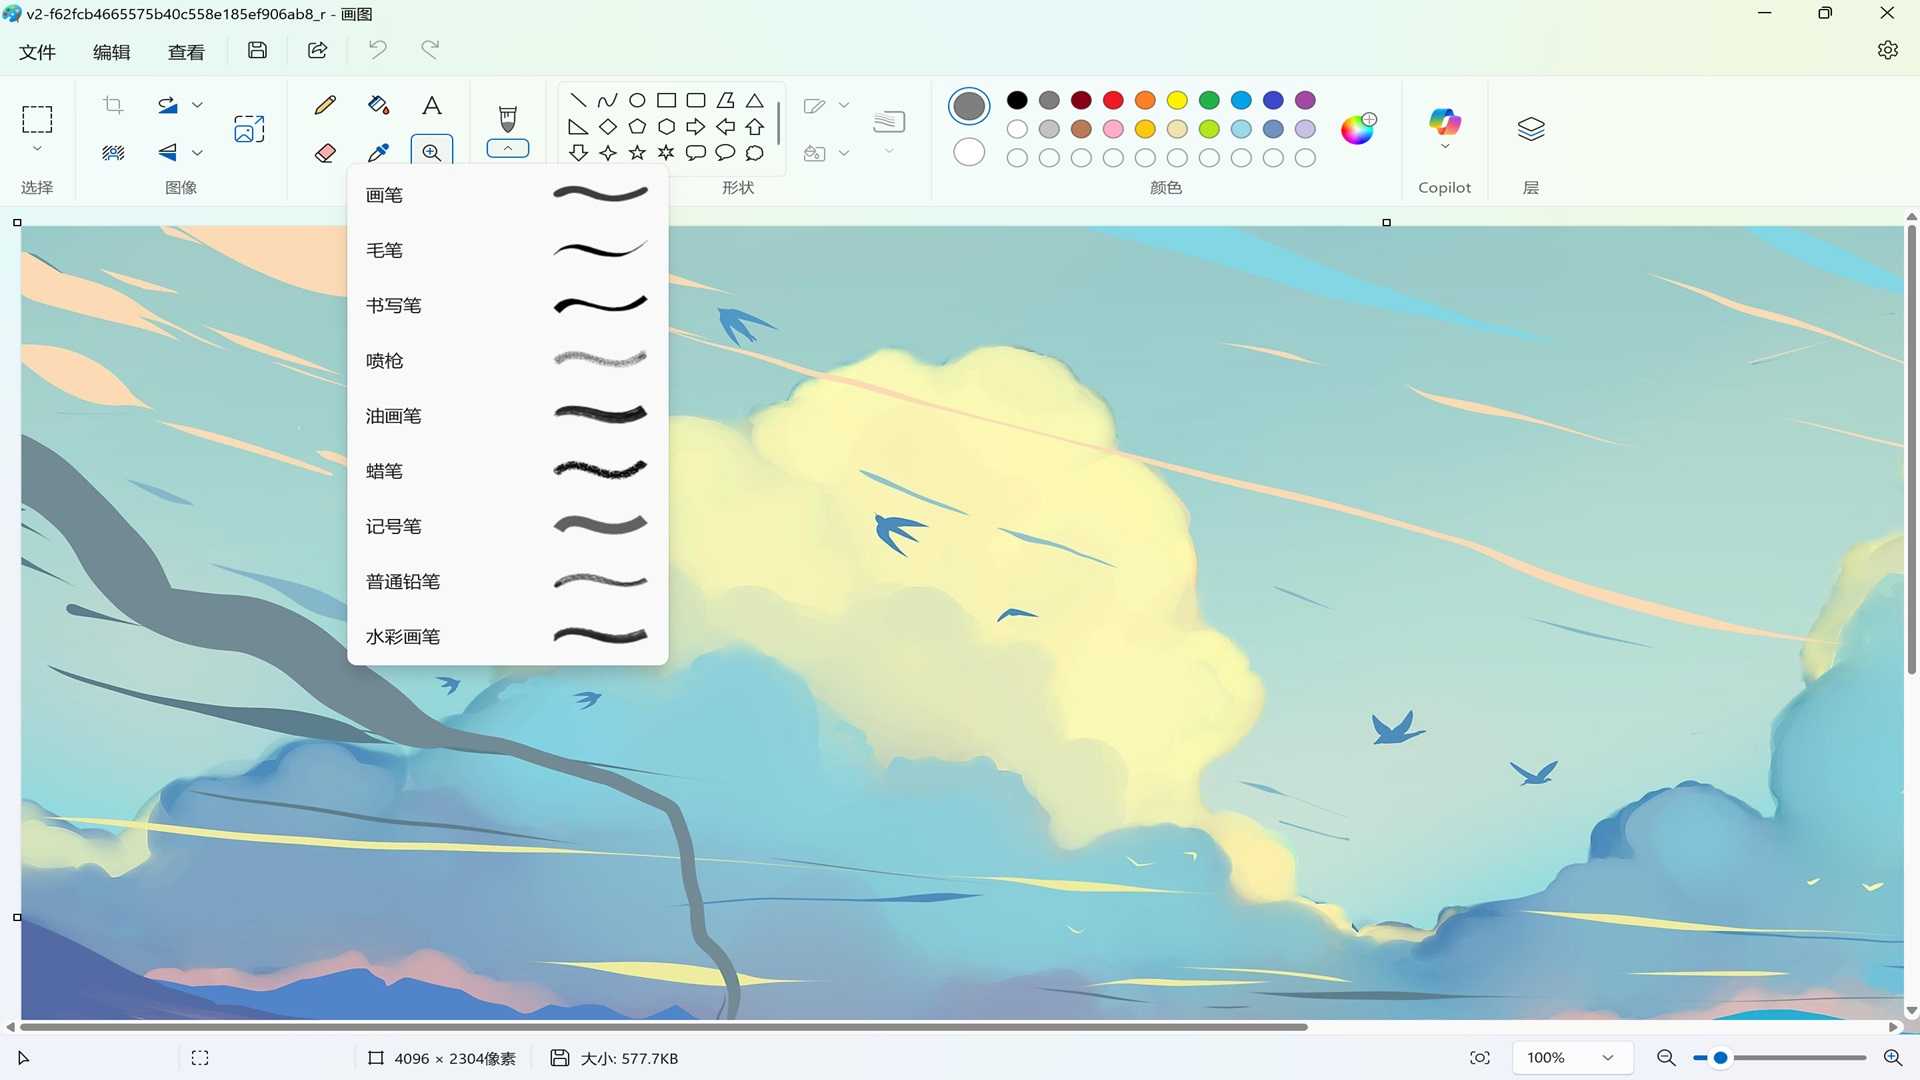 v2-f62fcb4665575b40c558e185ef906ab8_r - 画图
文件 编辑 查看
选择 图像 形状 颜色 Copilot 层
画笔
毛笔
书写笔
喷枪
油画笔
蜡笔
记号笔
普通铅笔
水彩画笔
4096 × 2304像素 大小: 577.7KB 100%